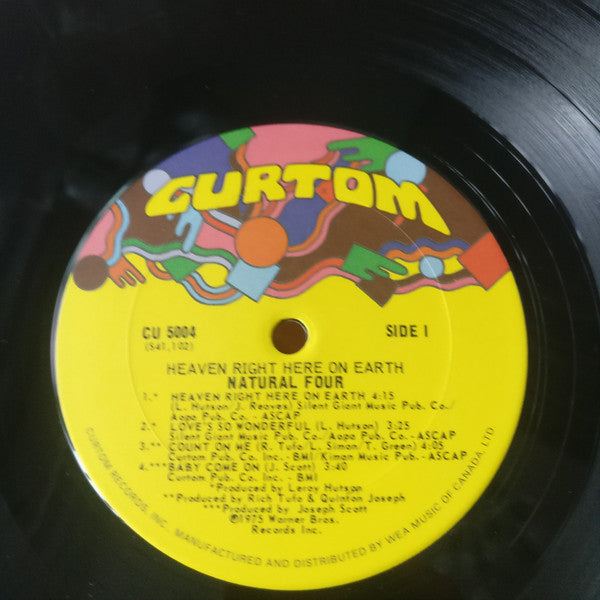 CURTOM
CU 5004
(S41,102)
SIDE I
HEAVEN RIGHT HERE ON EARTH
NATURAL FOUR
1.* HEAVEN RIGHT HERE ON EARTH 4:15
(L. Hutson J. Reaves) Silent Giant Music Pub. Co./
Aopa Pub. Co. - ASCAP
2.* LOVE'S SO WONDERFUL (L. Hutson) 3:25
Silent Giant Music Pub. Co./Aopa Pub. Co. -ASCAP
3.** COUNT ON ME (R. Tufo L. Simon/T. Green) 4:05
Curtom Pub. Co. Inc. - BMI Kiman Music Pub. -ASCAP
4.***BABY COME ON (J. Scott) 3:40
Curtom Pub. Co. Inc. - BMI
*Produced by Leroy Hutson
**Produced by Rich Tufo & Quinton Joseph
***Produced by Joseph Scott
©1975 Warner Bros.
Records Inc.
CURTOM RECORDS, INC. MANUFACTURED AND DISTRIBUTED BY WEA MUSIC OF CANADA, LTD